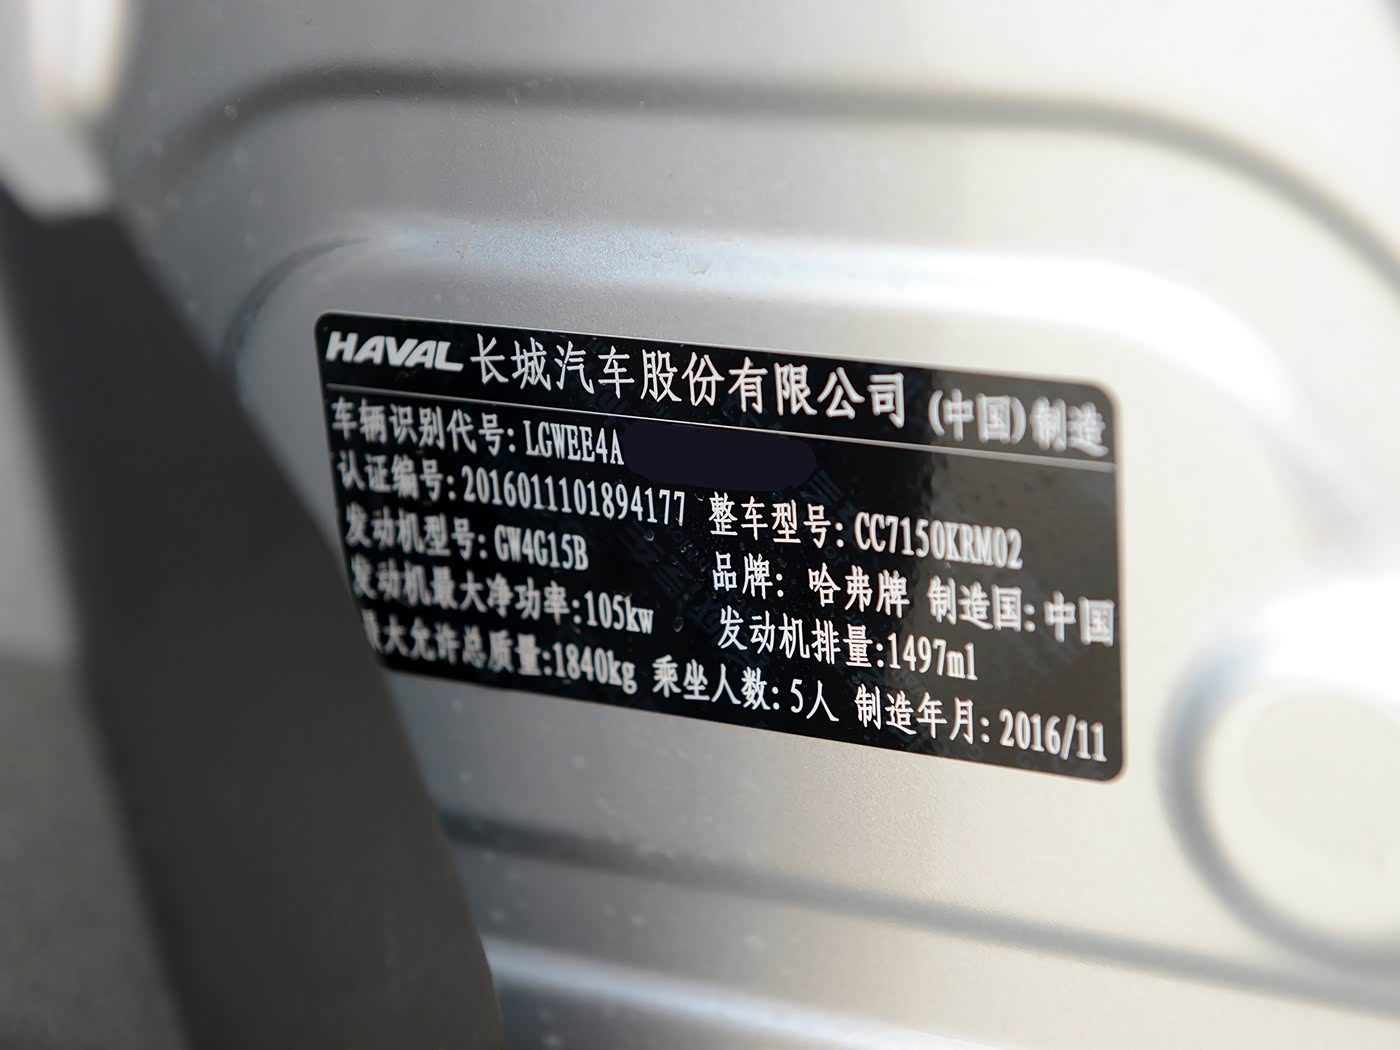 HAVAL 长城汽车股份有限公司 (中国)制造
车辆识别代号:LGWEE4A
认证编号:2016011101894177 整车型号:CC7150KRM02
发动机型号:GW4G15B 品牌: 哈弗牌 制造国:中国
发动机最大净功率:105kw 发动机排量:1497ml
最大允许总质量:1840kg 乘坐人数:5人 制造年月:2016/11